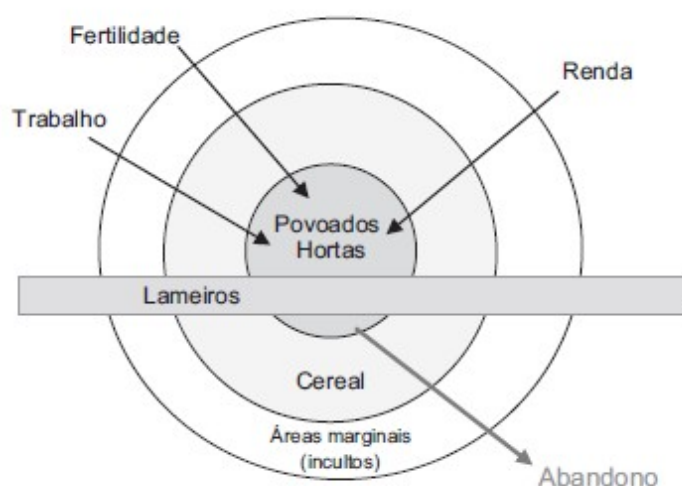 Fertilidade
Renda
Trabalho
Povoados
Hortas
Lameiros
Cereal
Áreas marginais
(incultos)
Abandono